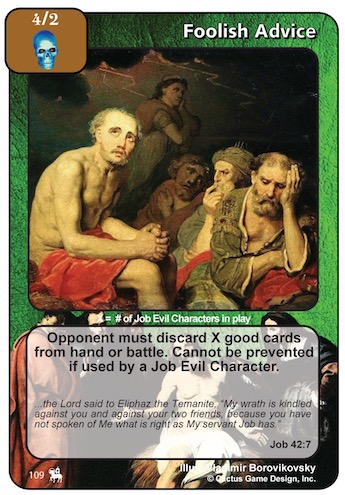 4/2
Foolish Advice
X = # of Job Evil Characters in play
Opponent must discard X good cards
from hand or battle. Cannot be prevented
if used by a Job Evil Character.
...the Lord said to Eliphaz the Temanite, “My wrath is kindled
against you and against your two friends, because you have
not spoken of Me what is right as My servant Job has.”
Job 42:7
Illus. Vladimir Borovikovsky
109
© Cactus Game Design, Inc.